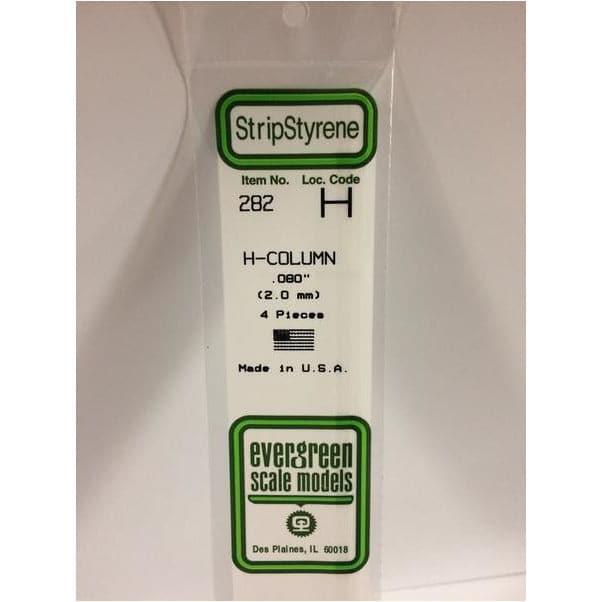 StripStyrene
Item No. Loc. Code
282 H
H-COLUMN
.080"
(2.0 mm)
4 Pieces
Made in U.S.A.
evergreen
scale models
Des Plaines, IL 60018